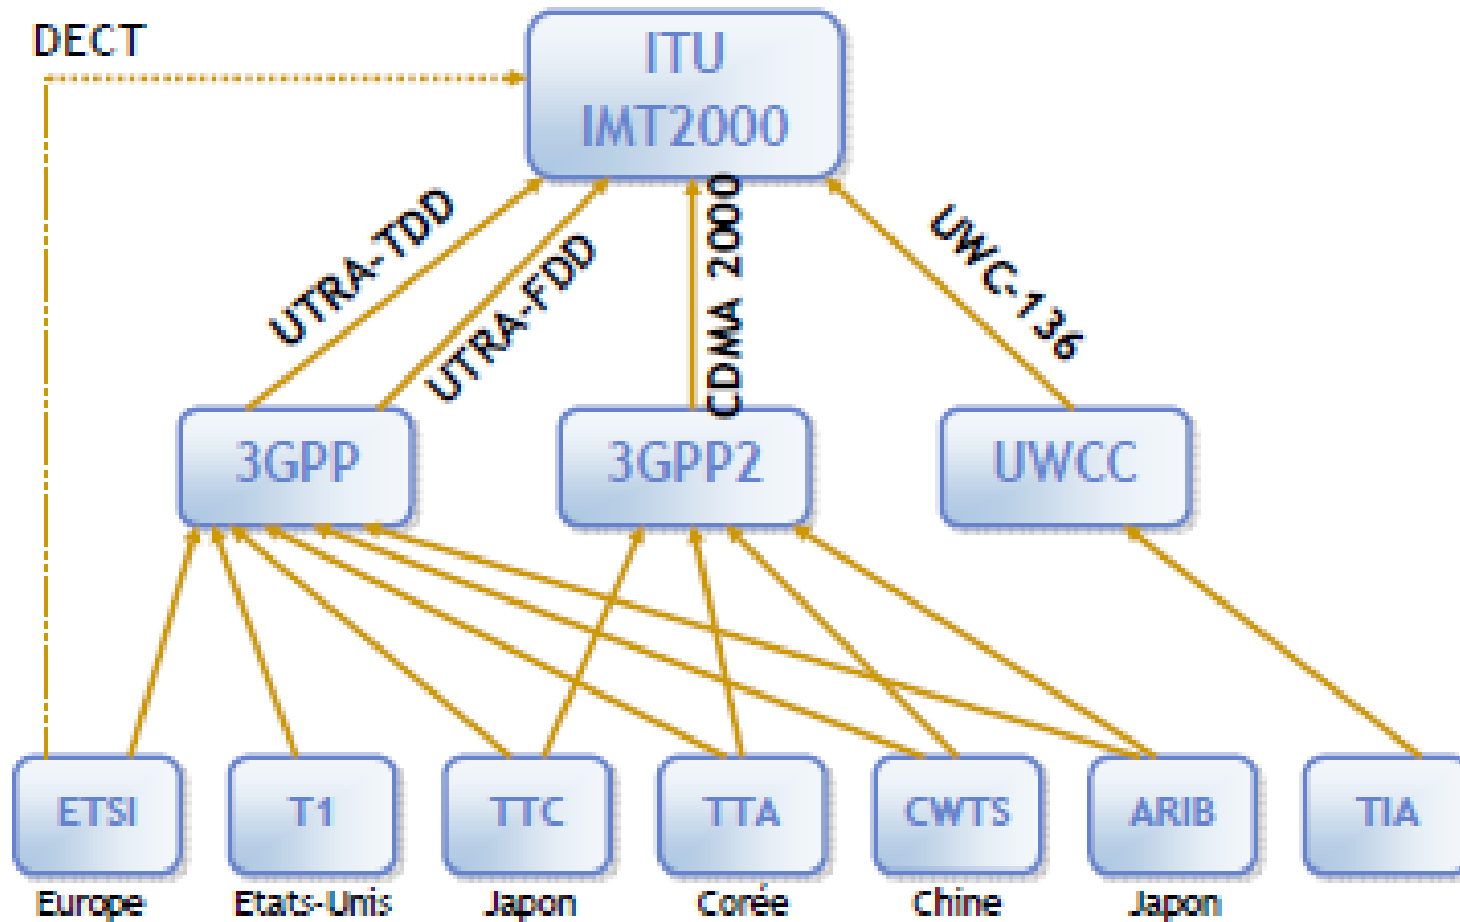 DECT
ITU
IMT2000
UTRA-TDD
UTRA-FDD
CDMA 2000
UWC-136
3GPP
3GPP2
UWCC
ETSI
T1
TTC
TTA
CWTS
ARIB
TIA
Europe
Etats-Unis
Japon
Corée
Chine
Japon